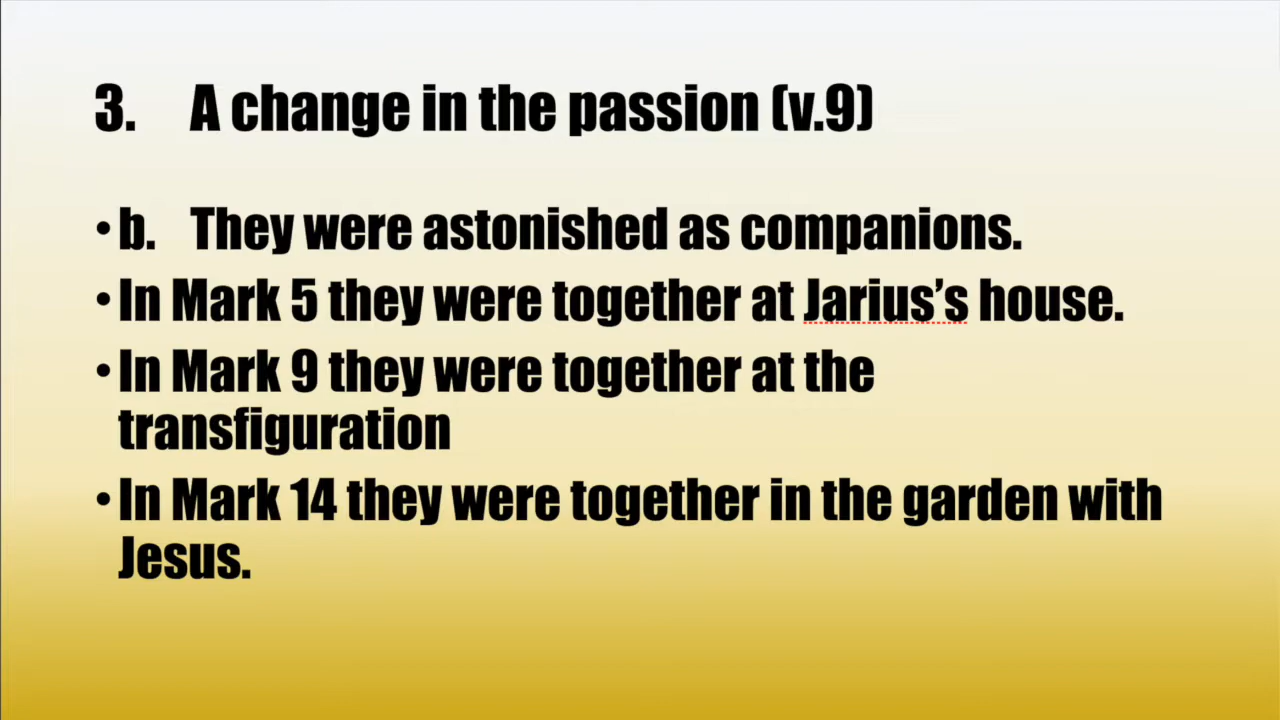 3. A change in the passion (v.9)
•b. They were astonished as companions.
•In Mark 5 they were together at Jarius’s house.
•In Mark 9 they were together at the
transfiguration
•In Mark 14 they were together in the garden with
Jesus.